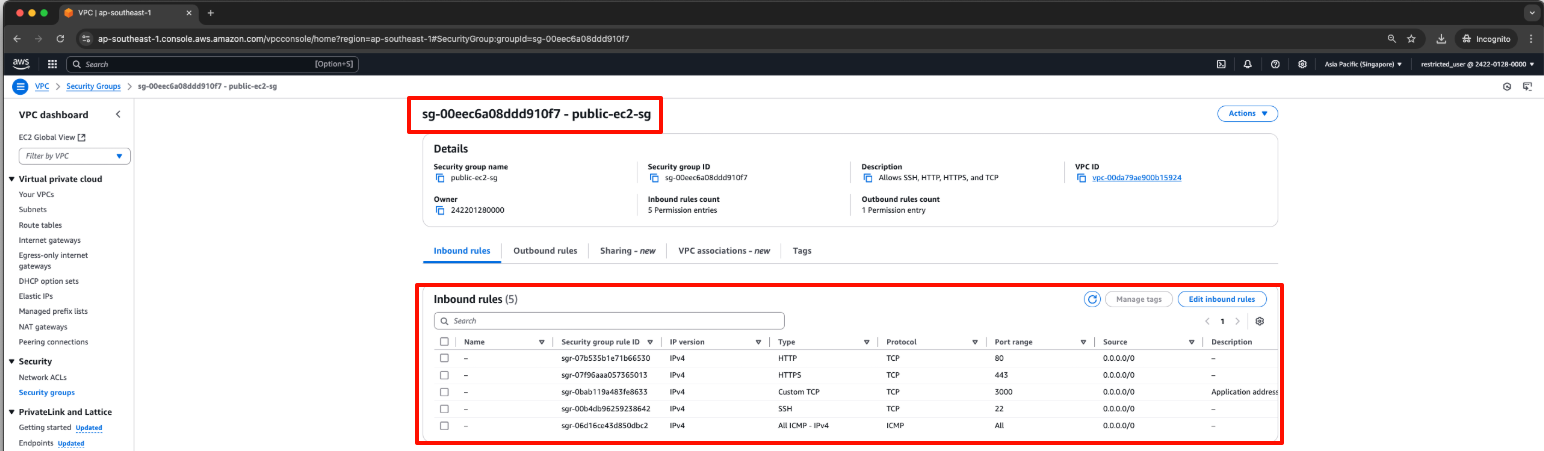 VPC | ap-southeast-1
ap-southeast-1.console.aws.amazon.com/vpcconsole/home?region=ap-southeast-1#SecurityGroup:groupId=sg-00eec6a08ddd910f7
Incognito
aws Search [Option+S] Asia Pacific (Singapore) restricted_user @ 2422-0128-0000
VPC > Security Groups > sg-00eec6a08ddd910f7 - public-ec2-sg
VPC dashboard
EC2 Global View
Filter by VPC
Virtual private cloud
Your VPCs
Subnets
Route tables
Internet gateways
Egress-only internet
gateways
DHCP option sets
Elastic IPs
Managed prefix lists
NAT gateways
Peering connections
Security
Network ACLs
Security groups
PrivateLink and Lattice
Getting started Updated
Endpoints Updated
sg-00eec6a08ddd910f7 - public-ec2-sg
Actions
Details
Security group name
public-ec2-sg
Security group ID
sg-00eec6a08ddd910f7
Description
Allows SSH, HTTP, HTTPS, and TCP
VPC ID
vpc-00da79ae900b15924
Owner
242201280000
Inbound rules count
5 Permission entries
Outbound rules count
1 Permission entry
Inbound rules Outbound rules Sharing - new VPC associations - new Tags
Inbound rules (5)
Manage tags
Edit inbound rules
Search
1
Name Security group rule ID IP version Type Protocol Port range Source Description
– sgr-07b535b1e71b66530 IPv4 HTTP TCP 80 0.0.0.0/0 –
– sgr-07f96aaa057365013 IPv4 HTTPS TCP 443 0.0.0.0/0 –
– sgr-0bab119a483fe8633 IPv4 Custom TCP TCP 3000 0.0.0.0/0 Application address
– sgr-00b4db96259238642 IPv4 SSH TCP 22 0.0.0.0/0 –
– sgr-06d16ce43d850dbc2 IPv4 All ICMP - IPv4 ICMP All 0.0.0.0/0 –